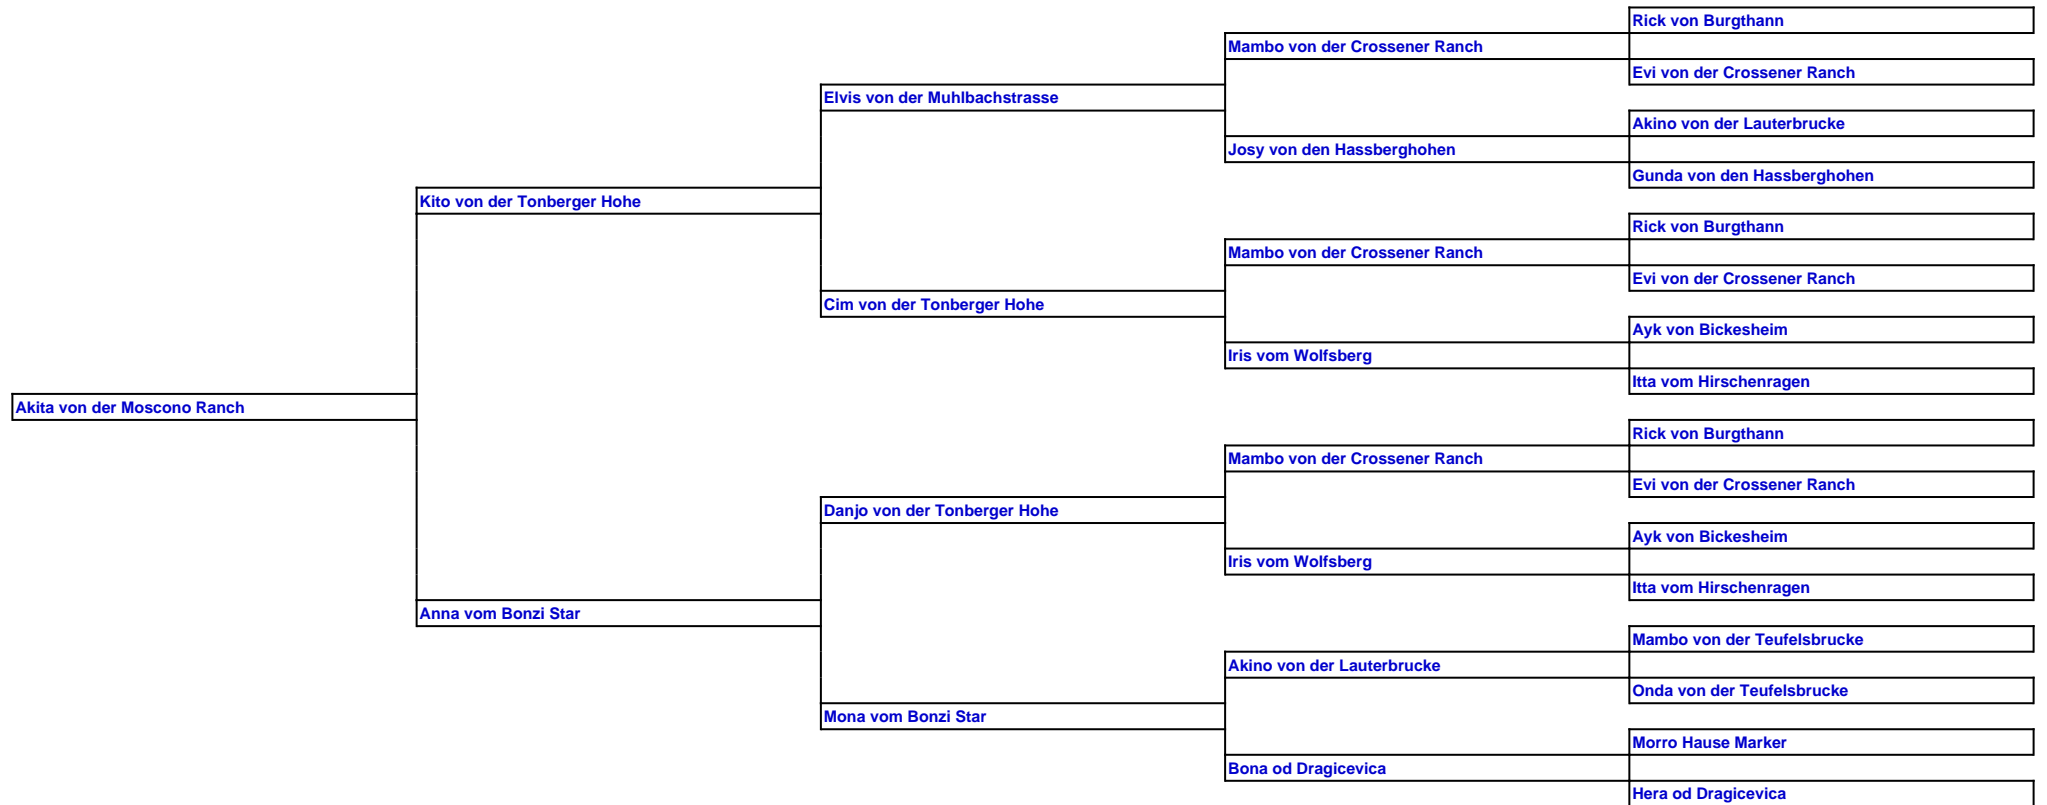 Rick von Burgthann
Mambo von der Crossener Ranch
Evi von der Crossener Ranch
Elvis von der Muhlbachstrasse
Akino von der Lauterbrucke
Josy von den Hassberghohen
Gunda von den Hassberghohen
Kito von der Tonberger Hohe
Rick von Burgthann
Mambo von der Crossener Ranch
Evi von der Crossener Ranch
Cim von der Tonberger Hohe
Ayk von Bickesheim
Iris vom Wolfsberg
Itta vom Hirschenragen
Akita von der Moscono Ranch
Rick von Burgthann
Mambo von der Crossener Ranch
Evi von der Crossener Ranch
Danjo von der Tonberger Hohe
Ayk von Bickesheim
Iris vom Wolfsberg
Itta vom Hirschenragen
Anna vom Bonzi Star
Mambo von der Teufelsbrucke
Akino von der Lauterbrucke
Onda von der Teufelsbrucke
Mona vom Bonzi Star
Morro Hause Marker
Bona od Dragicevica
Hera od Dragicevica